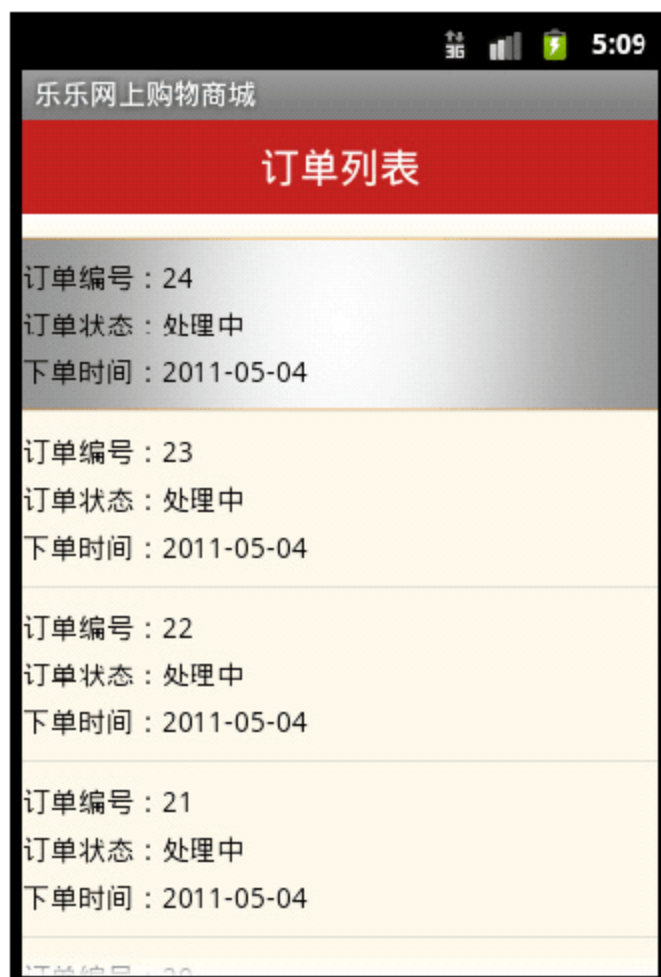 3G 5:09
乐乐网上购物商城
订单列表
订单编号：24
订单状态：处理中
下单时间：2011-05-04
订单编号：23
订单状态：处理中
下单时间：2011-05-04
订单编号：22
订单状态：处理中
下单时间：2011-05-04
订单编号：21
订单状态：处理中
下单时间：2011-05-04